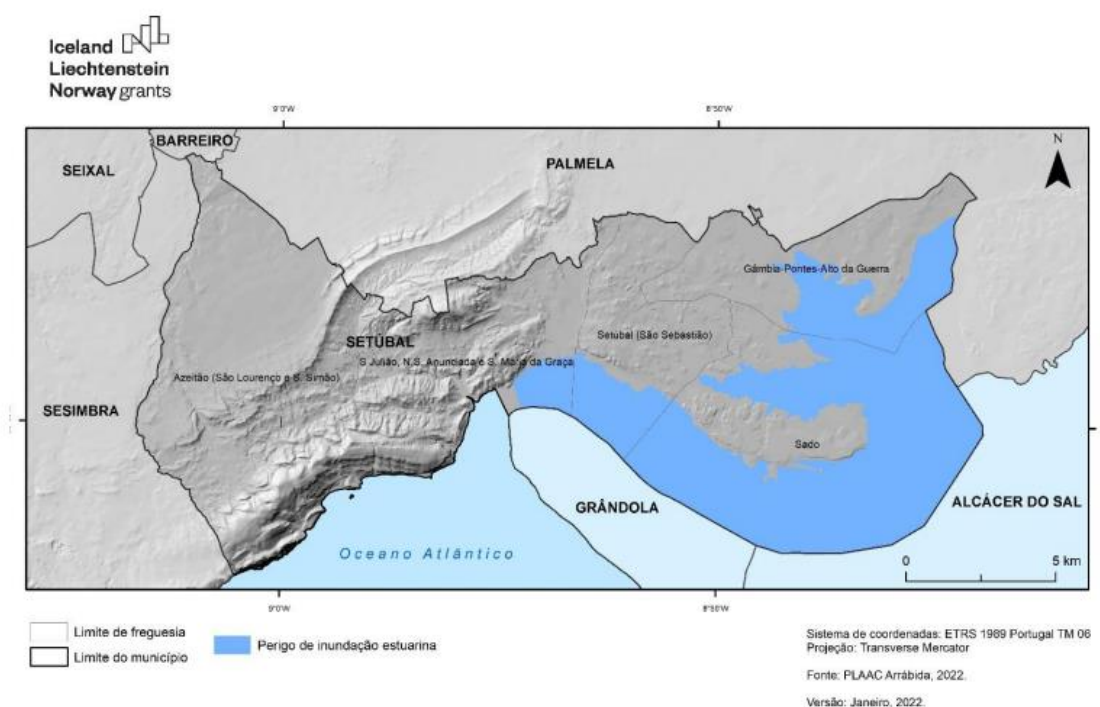 Iceland
Liechtenstein
Norway grants
9°0'W
8°50'W
BARREIRO
SEIXAL
PALMELA
N
Gâmbia-Pontes-Alto da Guerra
SETÚBAL
Setúbal (São Sebastião)
S.Julião, N.S. Anunciada e S. Maria da Graça
Azeitão (São Lourenço e S. Simão)
SESIMBRA
Sado
GRÂNDOLA
ALCÁCER DO SAL
Oceano Atlântico
0
5 km
9°0'W
8°50'W
Limite de freguesia
Limite do município
Perigo de inundação estuarina
Sistema de coordenadas: ETRS 1989 Portugal TM 06
Projeção: Transverse Mercator
Fonte: PLAAC Arrábida, 2022.
Versão: Janeiro, 2022.